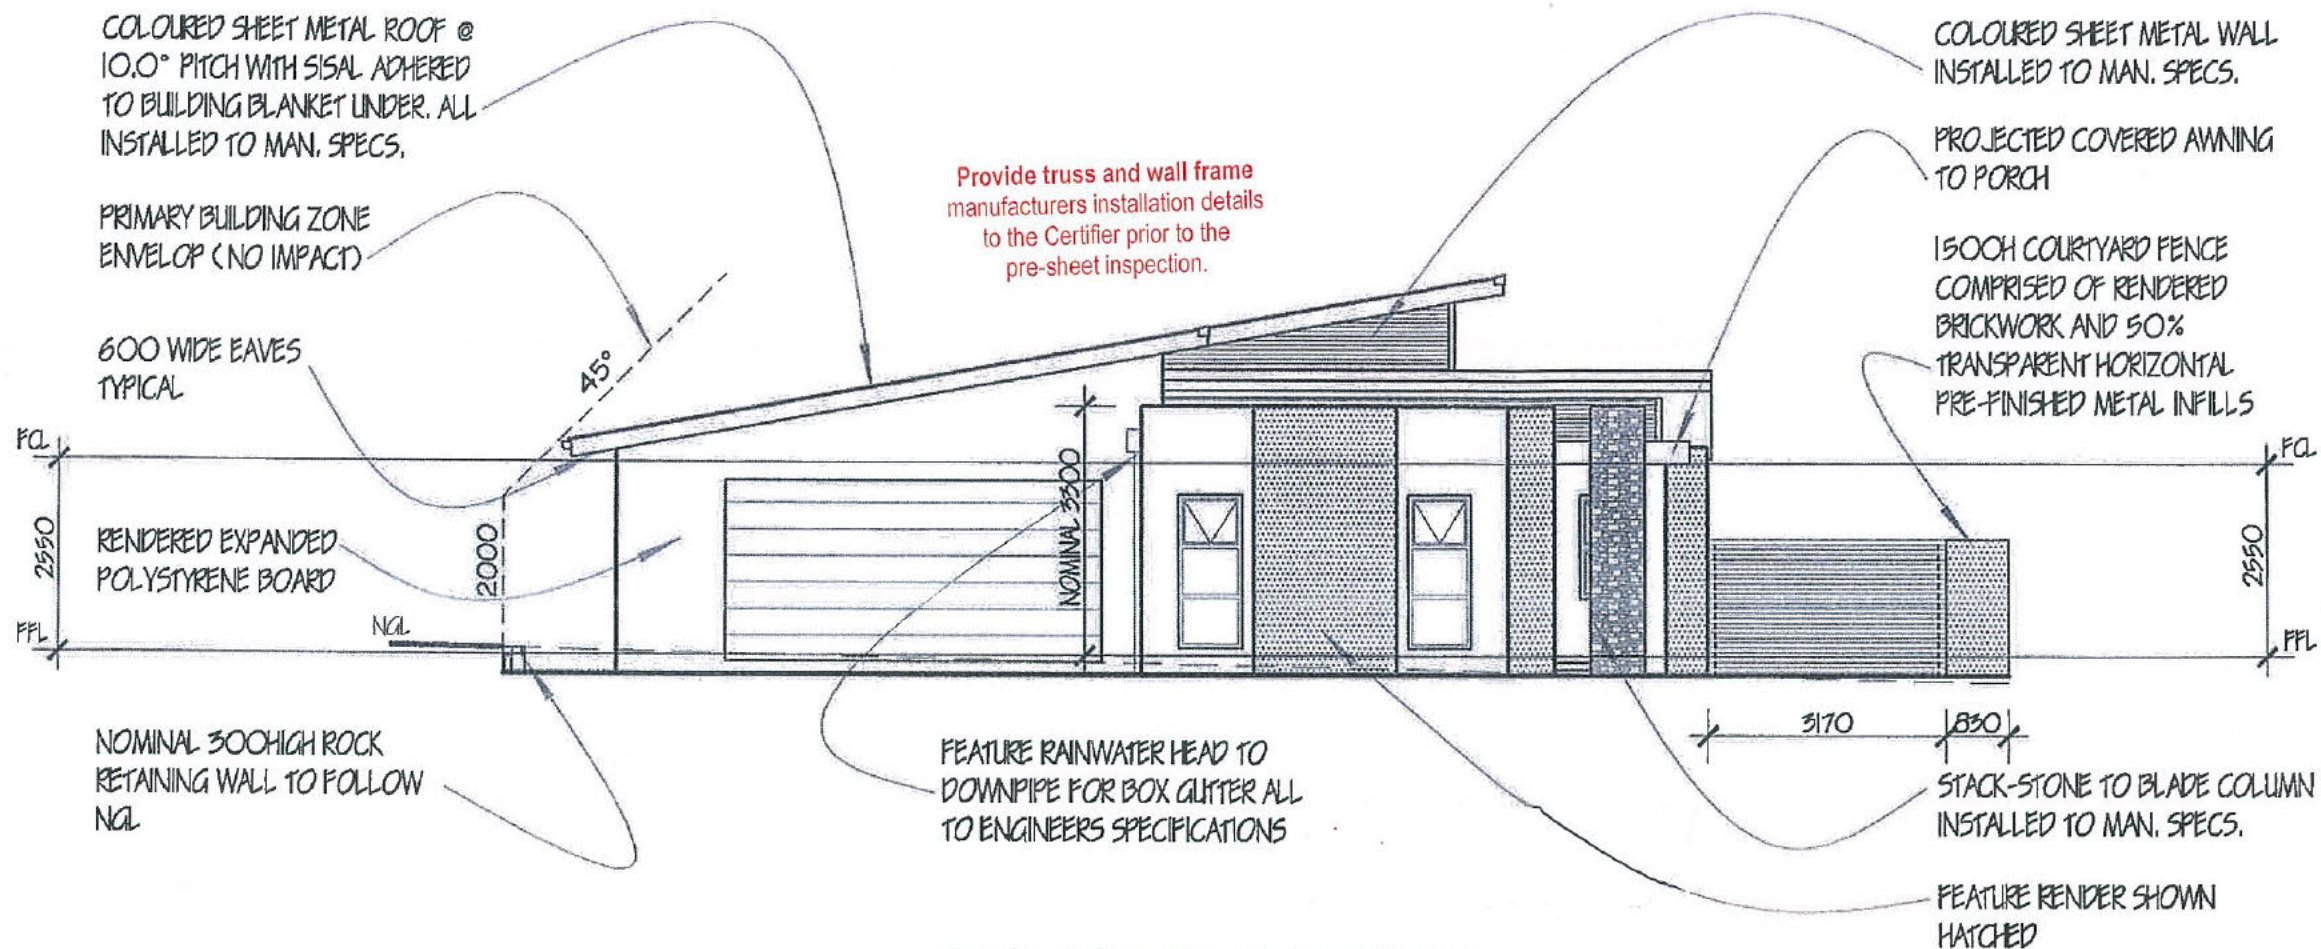 COLOURED SHEET METAL ROOF @
10.0° PITCH WITH SISAL ADHERED
TO BUILDING BLANKET UNDER. ALL
INSTALLED TO MAN. SPECS.
PRIMARY BUILDING ZONE
ENVELOP (NO IMPACT)
600 WIDE EAVES
TYPICAL
FCL
2550
RENDERED EXPANDED
POLYSTYRENE BOARD
FFL
NGL
2000
45°
NOMINAL 300HIGH ROCK
RETAINING WALL TO FOLLOW
NGL
Provide truss and wall frame
manufacturers installation details
to the Certifier prior to the
pre-sheet inspection.
NOMINAL 3300
FEATURE RAINWATER HEAD TO
DOWNPIPE FOR BOX GUTTER ALL
TO ENGINEERS SPECIFICATIONS
COLOURED SHEET METAL WALL
INSTALLED TO MAN. SPECS.
PROJECTED COVERED AWNING
TO PORCH
1500H COURTYARD FENCE
COMPRISED OF RENDERED
BRICKWORK AND 50%
TRANSPARENT HORIZONTAL
PRE-FINISHED METAL INFILLS
FCL
2550
FFL
3170
830
STACK-STONE TO BLADE COLUMN
INSTALLED TO MAN. SPECS.
FEATURE RENDER SHOWN
HATCHED